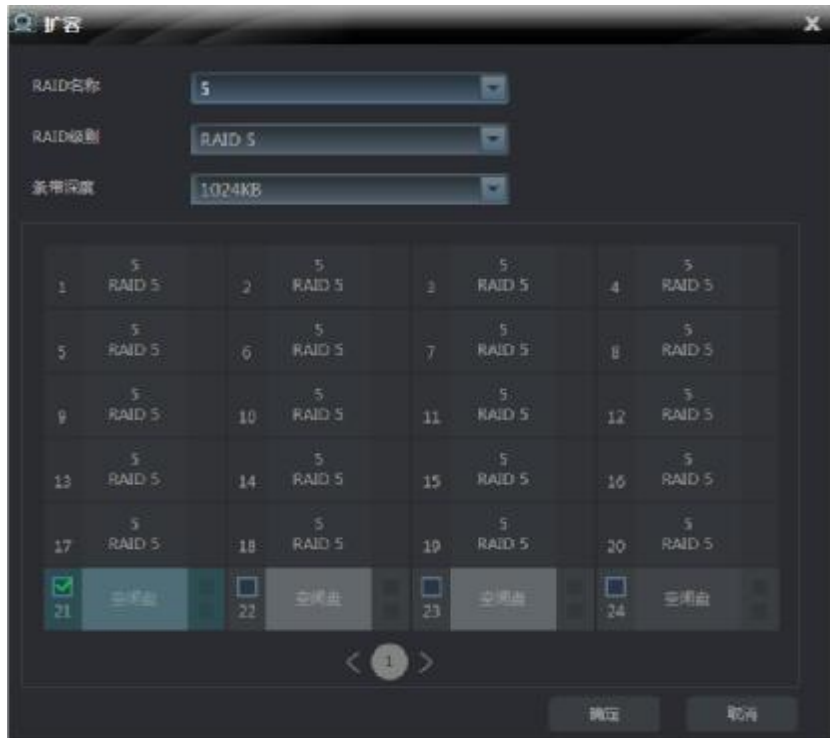 扩容
X
RAID名称 5
RAID级别 RAID 5
条带深度 1024KB
5 5 5 5
1 RAID 5 2 RAID 5 3 RAID 5 4 RAID 5
5 5 5 5
5 RAID 5 6 RAID 5 7 RAID 5 8 RAID 5
5 5 5 5
9 RAID 5 10 RAID 5 11 RAID 5 12 RAID 5
5 5 5 5
13 RAID 5 14 RAID 5 15 RAID 5 16 RAID 5
5 5 5 5
17 RAID 5 18 RAID 5 19 RAID 5 20 RAID 5
21 空闲盘 22 空闲盘 23 空闲盘 24 空闲盘
< 1 >
确定 取消